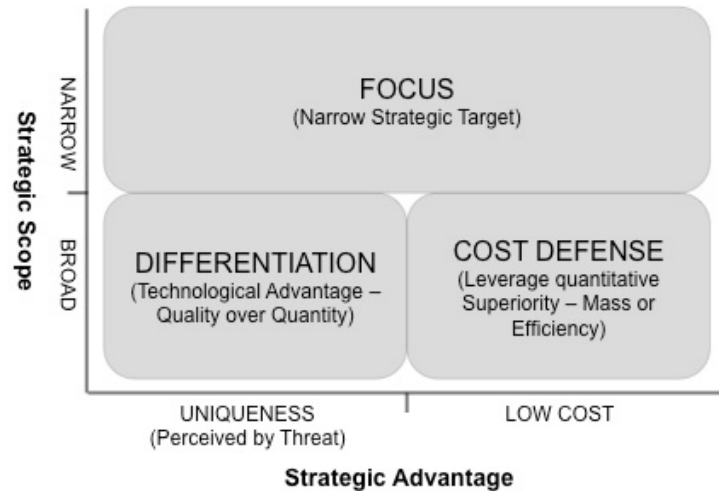 FOCUS
(Narrow Strategic Target)
NARROW
Strategic Scope
BROAD
DIFFERENTIATION
(Technological Advantage –
Quality over Quantity)
COST DEFENSE
(Leverage quantitative
Superiority – Mass or
Efficiency)
UNIQUENESS
(Perceived by Threat)
LOW COST
Strategic Advantage